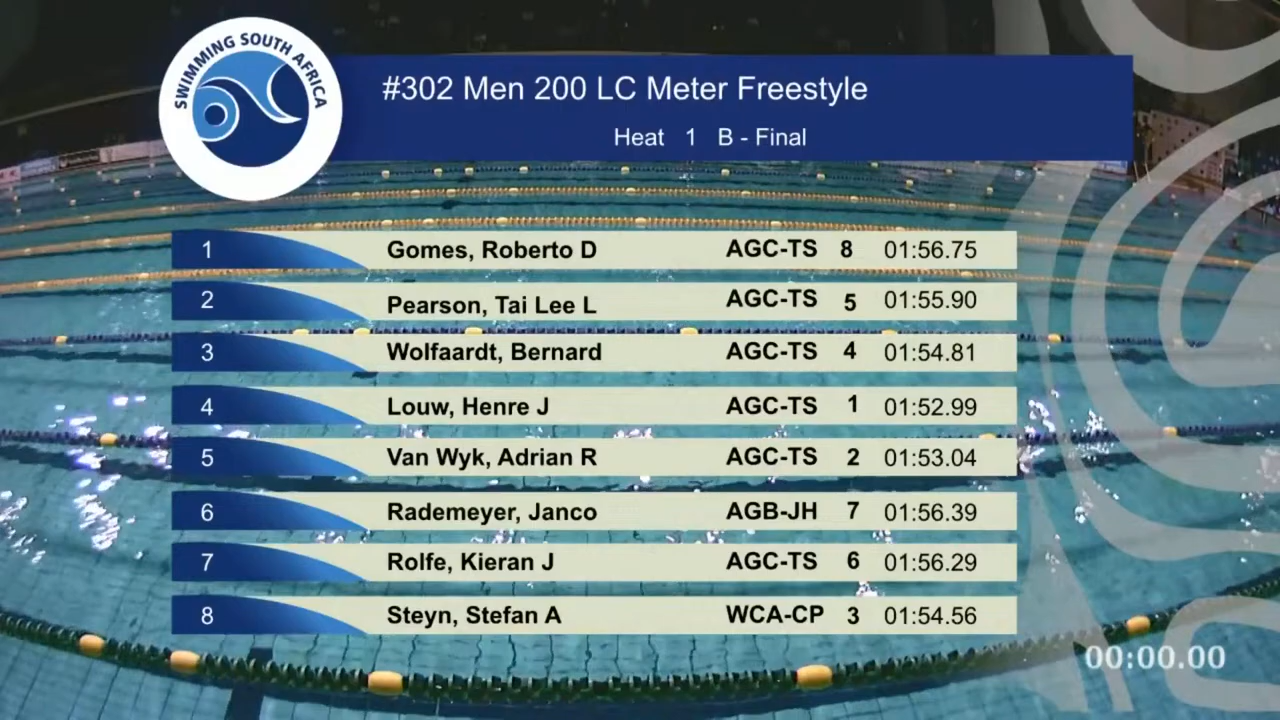 SWIMMING SOUTH AFRICA
#302 Men 200 LC Meter Freestyle
Heat 1 B - Final
1 Gomes, Roberto D AGC-TS 8 01:56.75
2 Pearson, Tai Lee L AGC-TS 5 01:55.90
3 Wolfaardt, Bernard AGC-TS 4 01:54.81
4 Louw, Henre J AGC-TS 1 01:52.99
5 Van Wyk, Adrian R AGC-TS 2 01:53.04
6 Rademeyer, Janco AGB-JH 7 01:56.39
7 Rolfe, Kieran J AGC-TS 6 01:56.29
8 Steyn, Stefan A WCA-CP 3 01:54.56
00:00.00